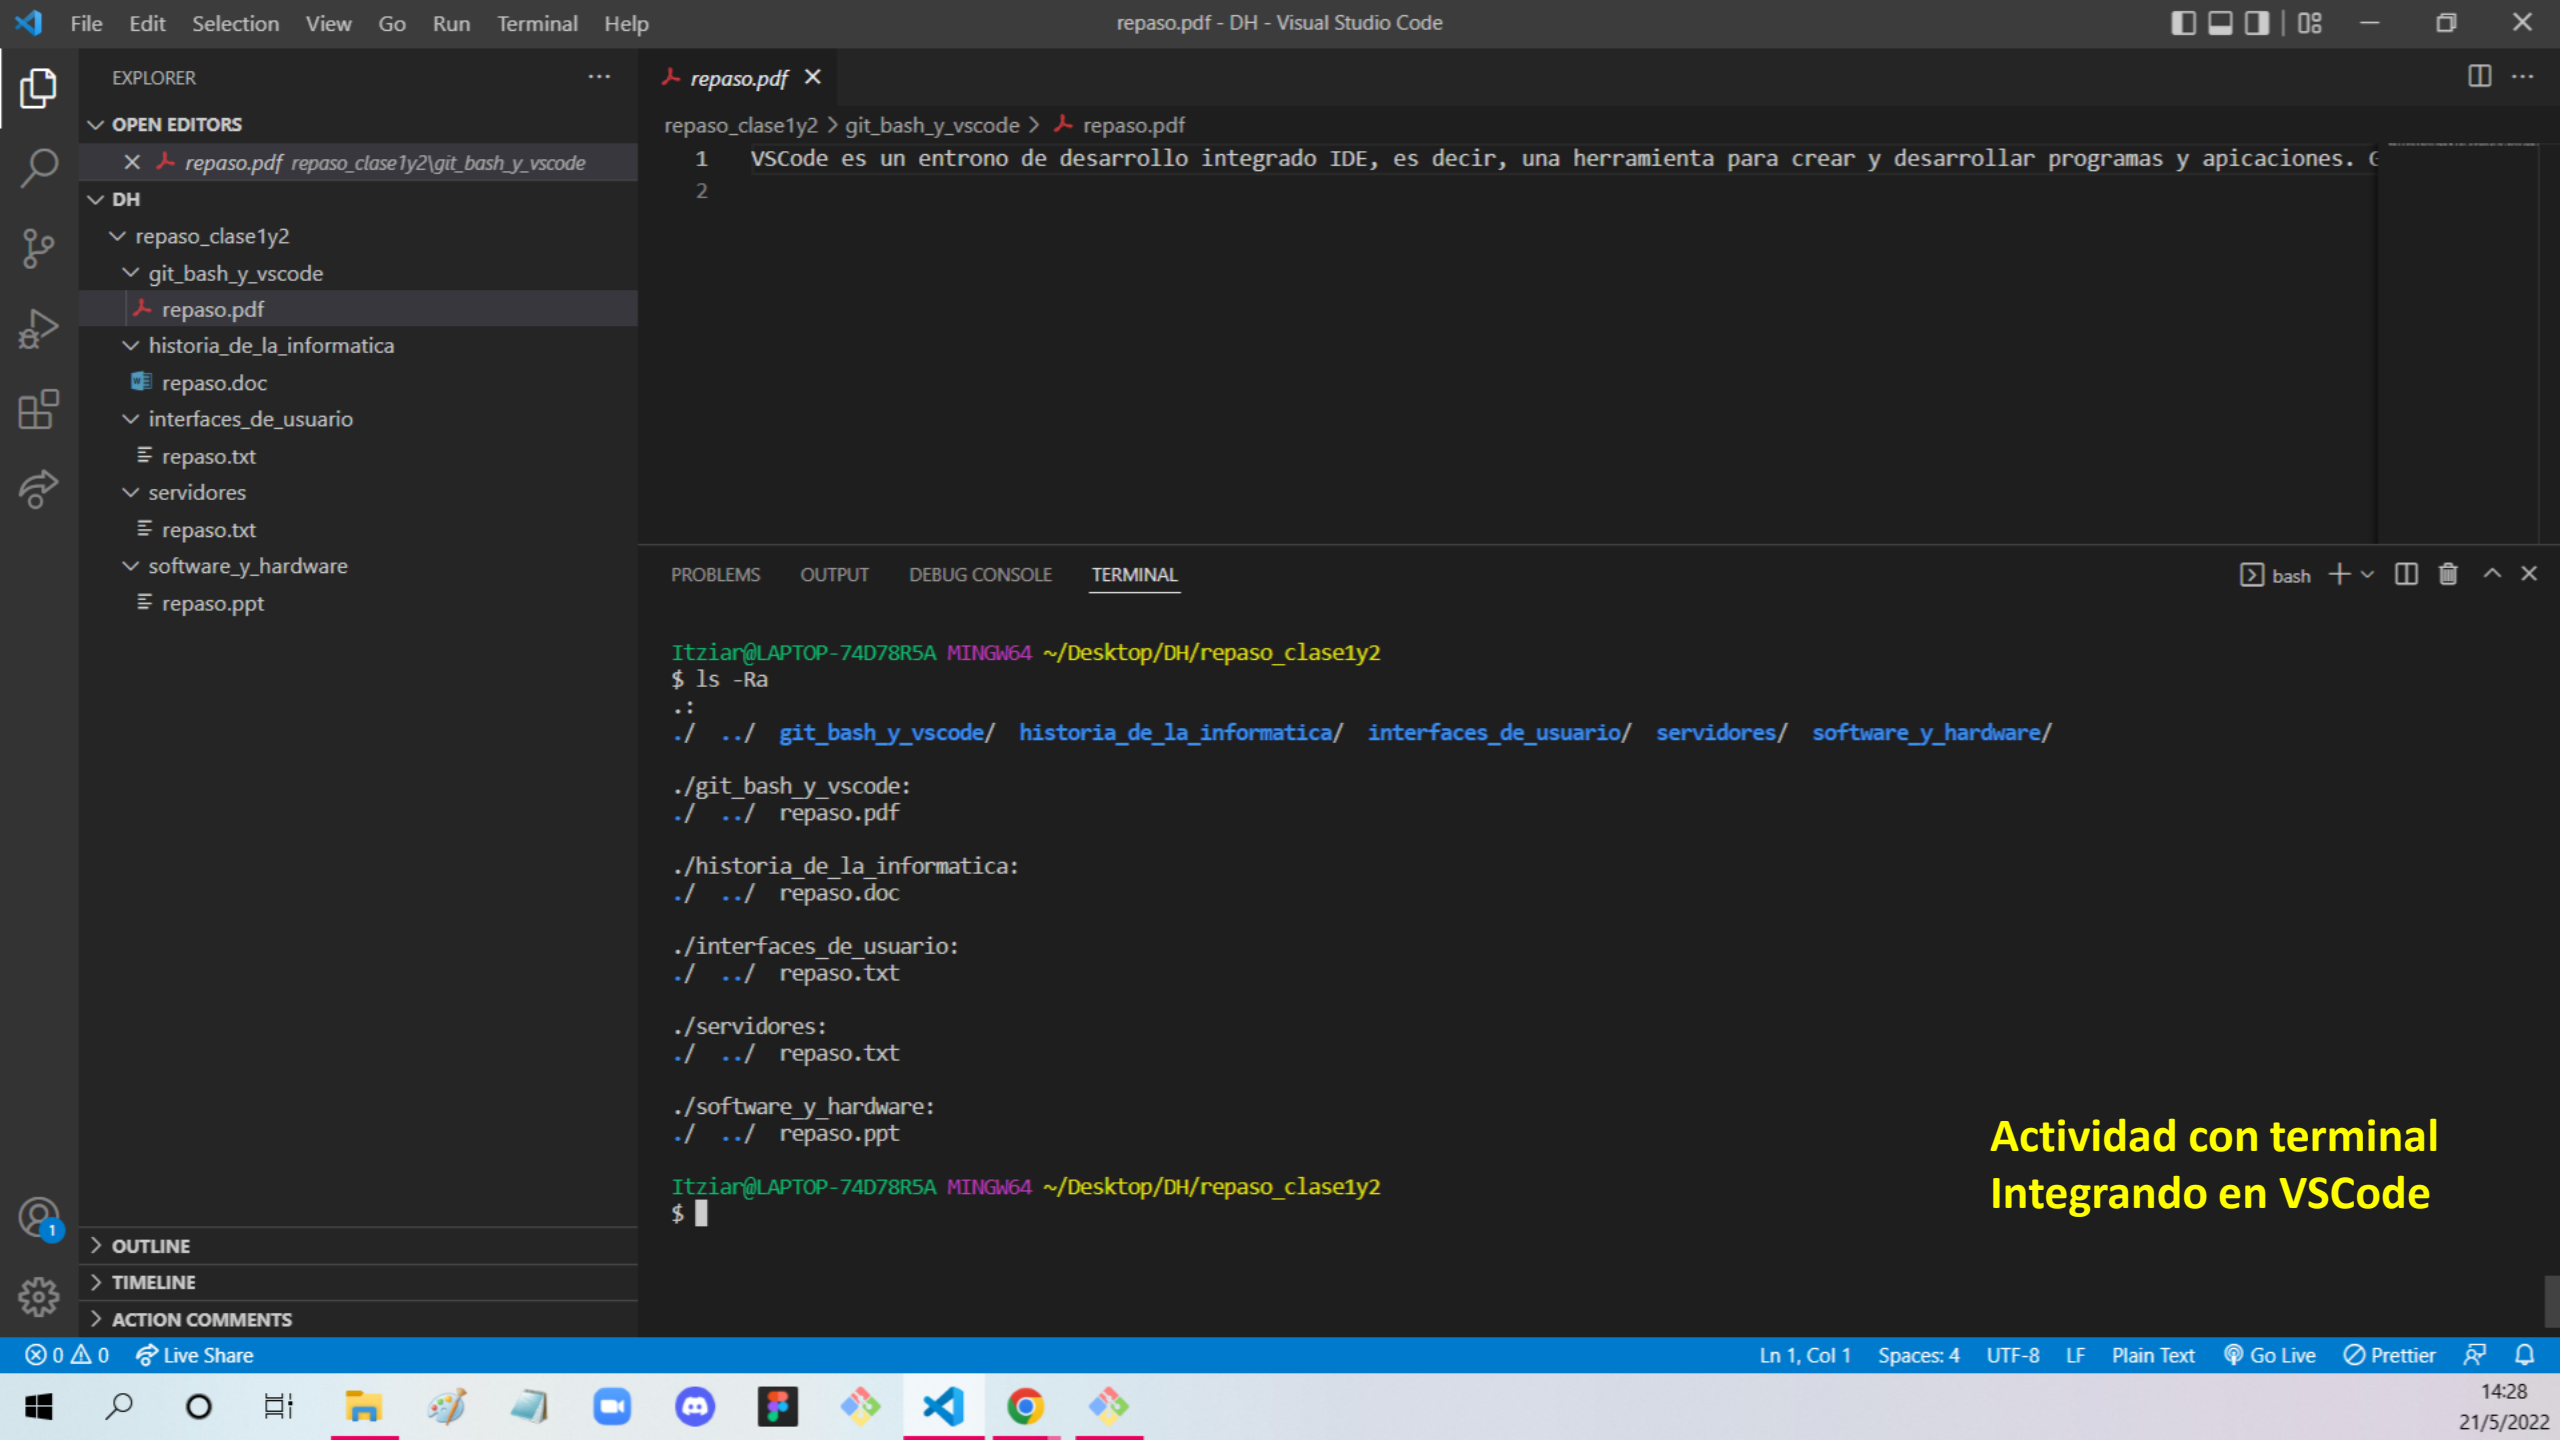 File Edit Selection View Go Run Terminal Help
repaso.pdf - DH - Visual Studio Code
EXPLORER
OPEN EDITORS
repaso.pdf repaso_clase1y2\git_bash_y_vscode
DH
repaso_clase1y2
git_bash_y_vscode
repaso.pdf
historia_de_la_informatica
repaso.doc
interfaces_de_usuario
repaso.txt
servidores
repaso.txt
software_y_hardware
repaso.ppt
OUTLINE
TIMELINE
ACTION COMMENTS
repaso.pdf
repaso_clase1y2 > git_bash_y_vscode > repaso.pdf
1 VSCode es un entrono de desarrollo integrado IDE, es decir, una herramienta para crear y desarrollar programas y apicaciones.
2
PROBLEMS OUTPUT DEBUG CONSOLE TERMINAL
bash
Itziar@LAPTOP-74D78R5A MINGW64 ~/Desktop/DH/repaso_clase1y2
$ ls -Ra
.:
./ ../ git_bash_y_vscode/ historia_de_la_informatica/ interfaces_de_usuario/ servidores/ software_y_hardware/
./git_bash_y_vscode:
./ ../ repaso.pdf
./historia_de_la_informatica:
./ ../ repaso.doc
./interfaces_de_usuario:
./ ../ repaso.txt
./servidores:
./ ../ repaso.txt
./software_y_hardware:
./ ../ repaso.ppt
Itziar@LAPTOP-74D78R5A MINGW64 ~/Desktop/DH/repaso_clase1y2
$
Actividad con terminal
Integrando en VSCode
1
0 0 Live Share
Ln 1, Col 1 Spaces: 4 UTF-8 LF Plain Text Go Live Prettier
14:28
21/5/2022